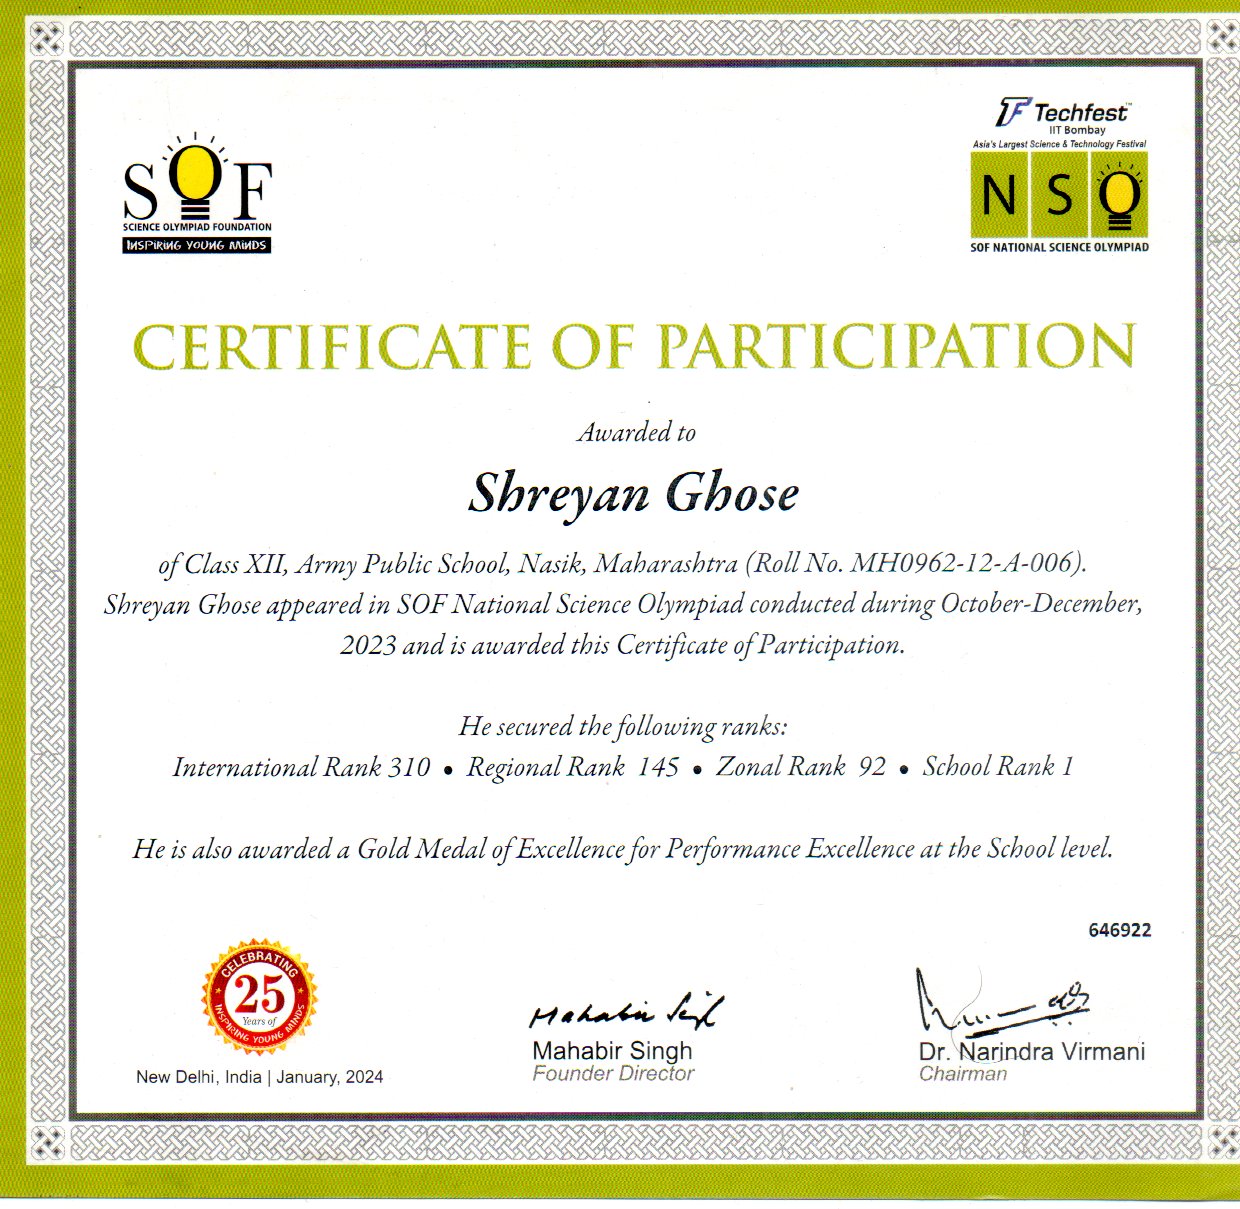 SOF
SCIENCE OLYMPIAD FOUNDATION
INSPIRING YOUNG MINDS
Techfest™
IIT Bombay
Asia's Largest Science & Technology Festival
NSO
SOF NATIONAL SCIENCE OLYMPIAD
CERTIFICATE OF PARTICIPATION
Awarded to
Shreyan Ghose
of Class XII, Army Public School, Nasik, Maharashtra (Roll No. MH0962-12-A-006).
Shreyan Ghose appeared in SOF National Science Olympiad conducted during October-December,
2023 and is awarded this Certificate of Participation.
He secured the following ranks:
International Rank 310 • Regional Rank 145 • Zonal Rank 92 • School Rank 1
He is also awarded a Gold Medal of Excellence for Performance Excellence at the School level.
646922
CELEBRATING
25
Years of
INSPIRING YOUNG MINDS
New Delhi, India | January, 2024
Mahabir Singh
Mahabir Singh
Founder Director
Dr. Narindra Virmani
Chairman